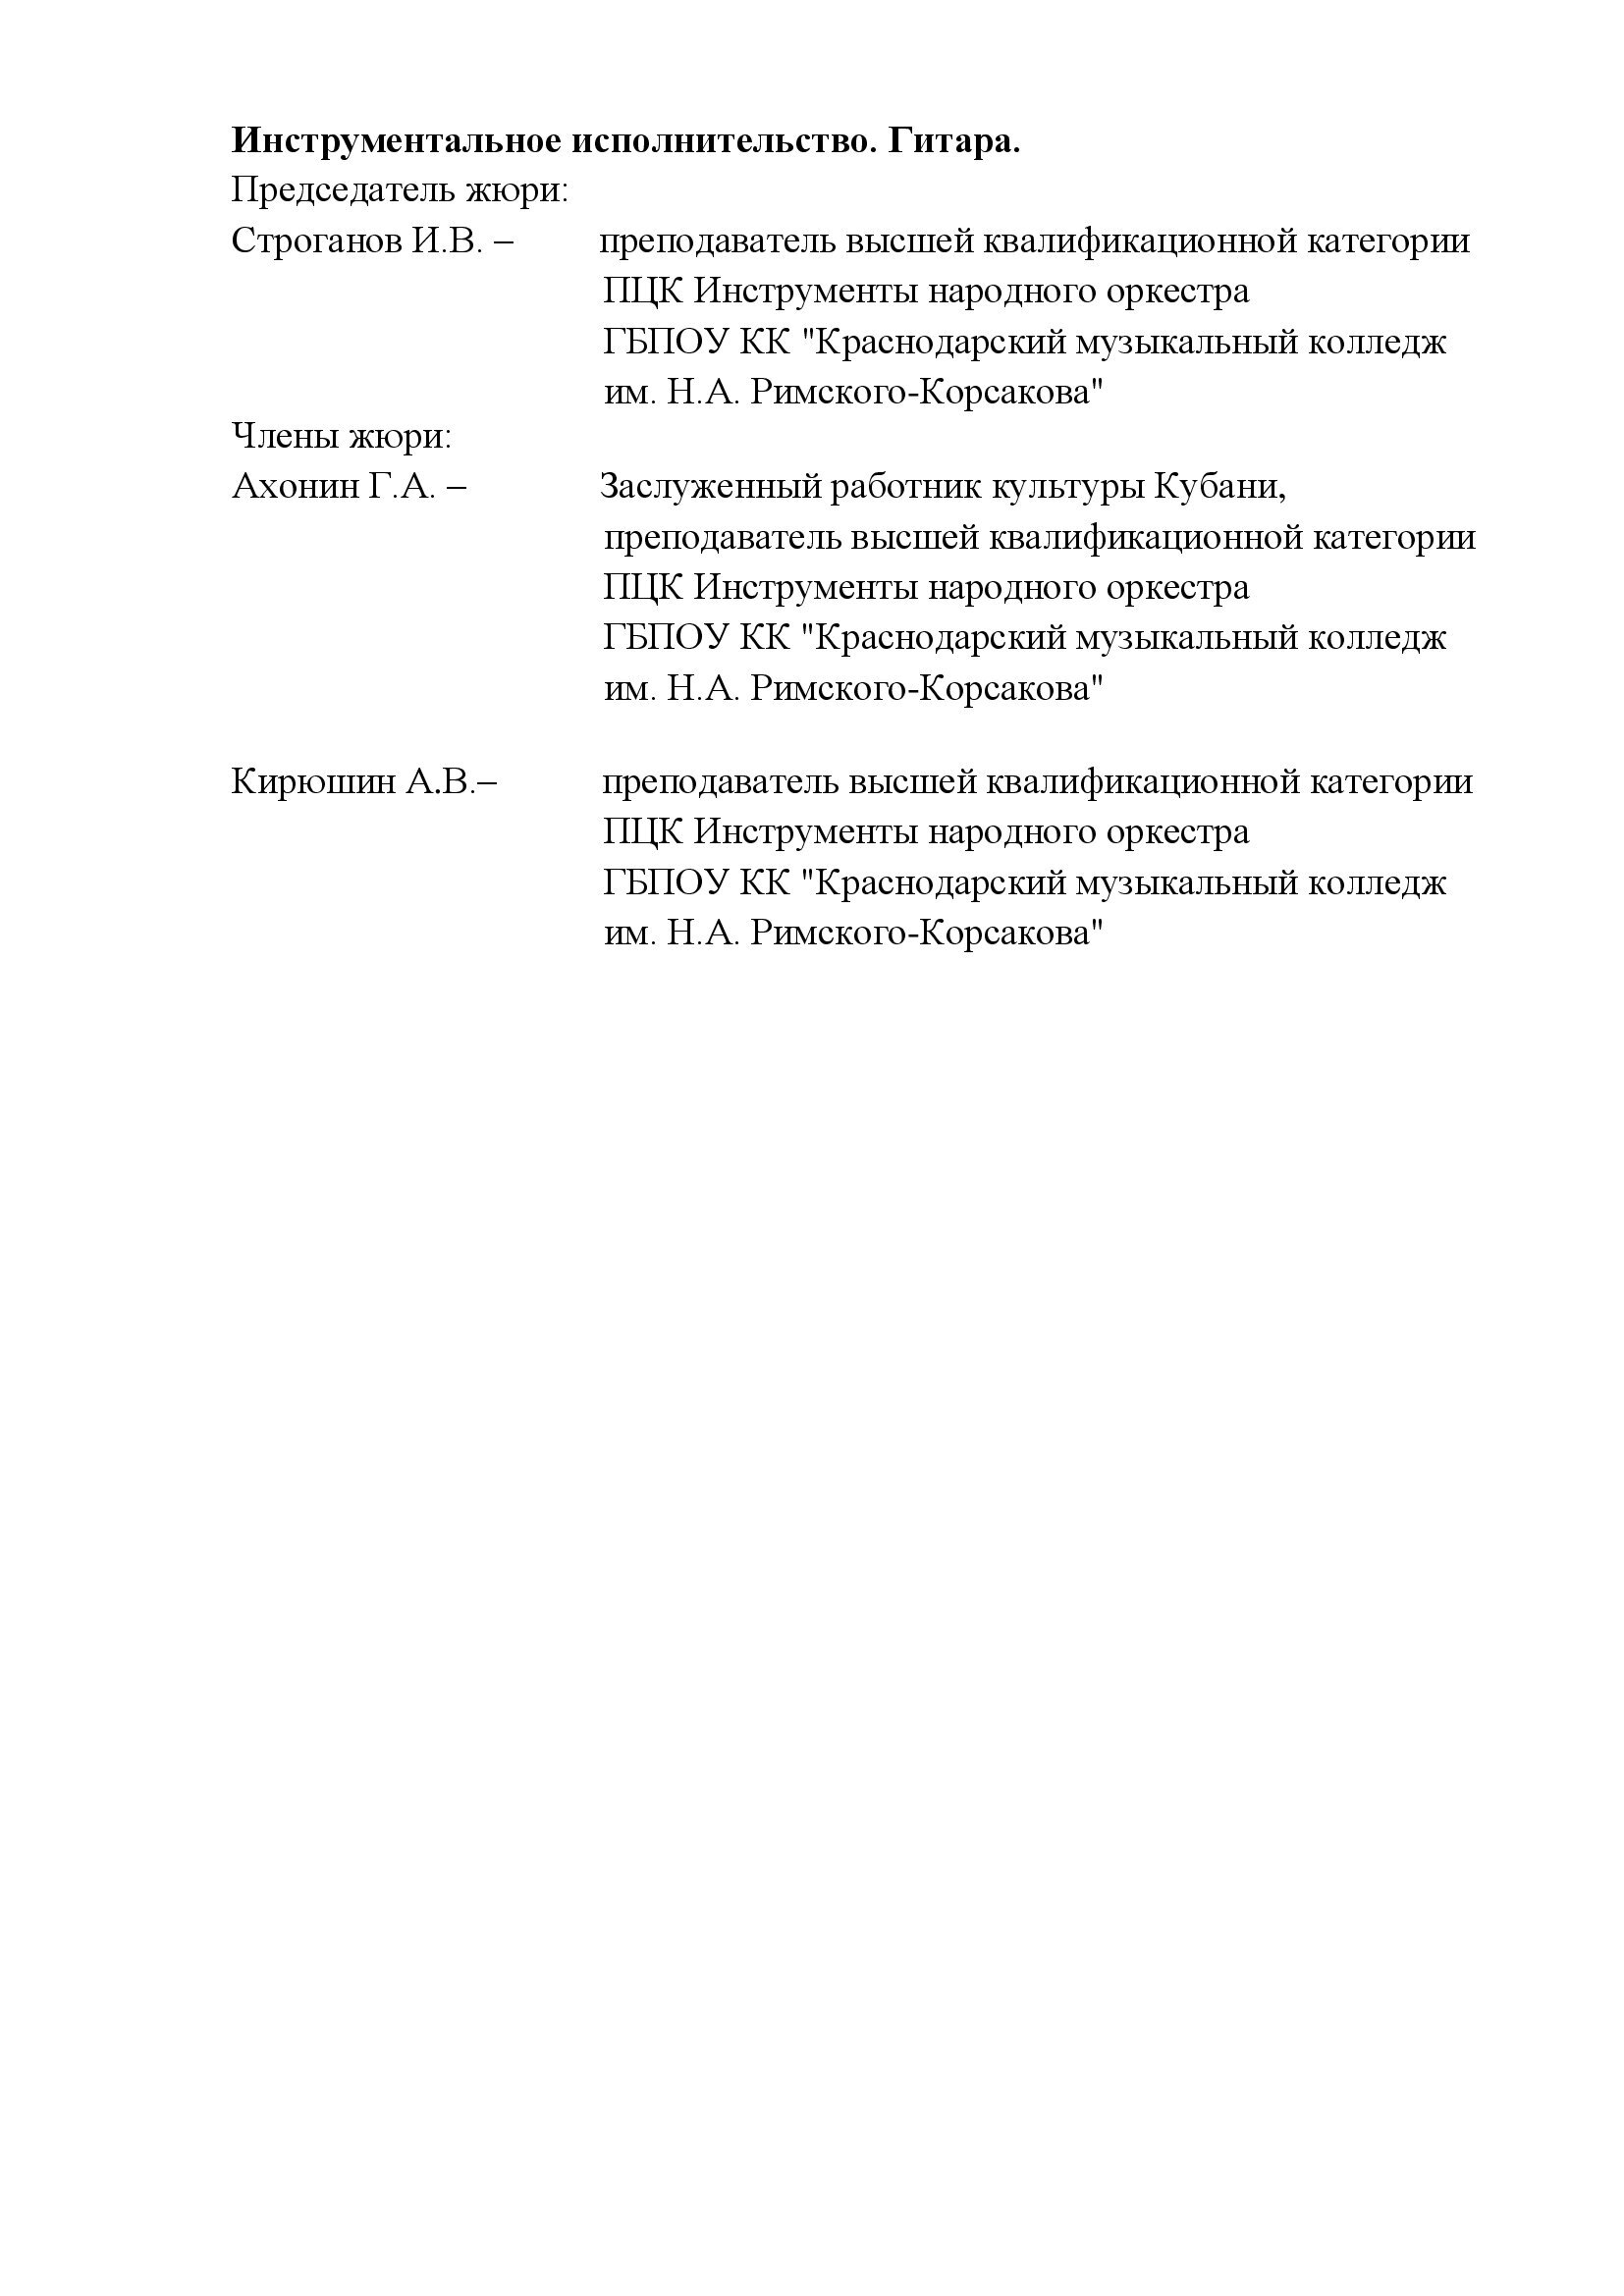 Инструментальное исполнительство. Гитара.
Председатель жюри:
Строганов И.В. – преподаватель высшей квалификационной категории
ПЦК Инструменты народного оркестра
ГБПОУ КК "Краснодарский музыкальный колледж
им. Н.А. Римского-Корсакова"
Члены жюри:
Ахонин Г.А. – Заслуженный работник культуры Кубани,
преподаватель высшей квалификационной категории
ПЦК Инструменты народного оркестра
ГБПОУ КК "Краснодарский музыкальный колледж
им. Н.А. Римского-Корсакова"
Кирюшин А.В.– преподаватель высшей квалификационной категории
ПЦК Инструменты народного оркестра
ГБПОУ КК "Краснодарский музыкальный колледж
им. Н.А. Римского-Корсакова"